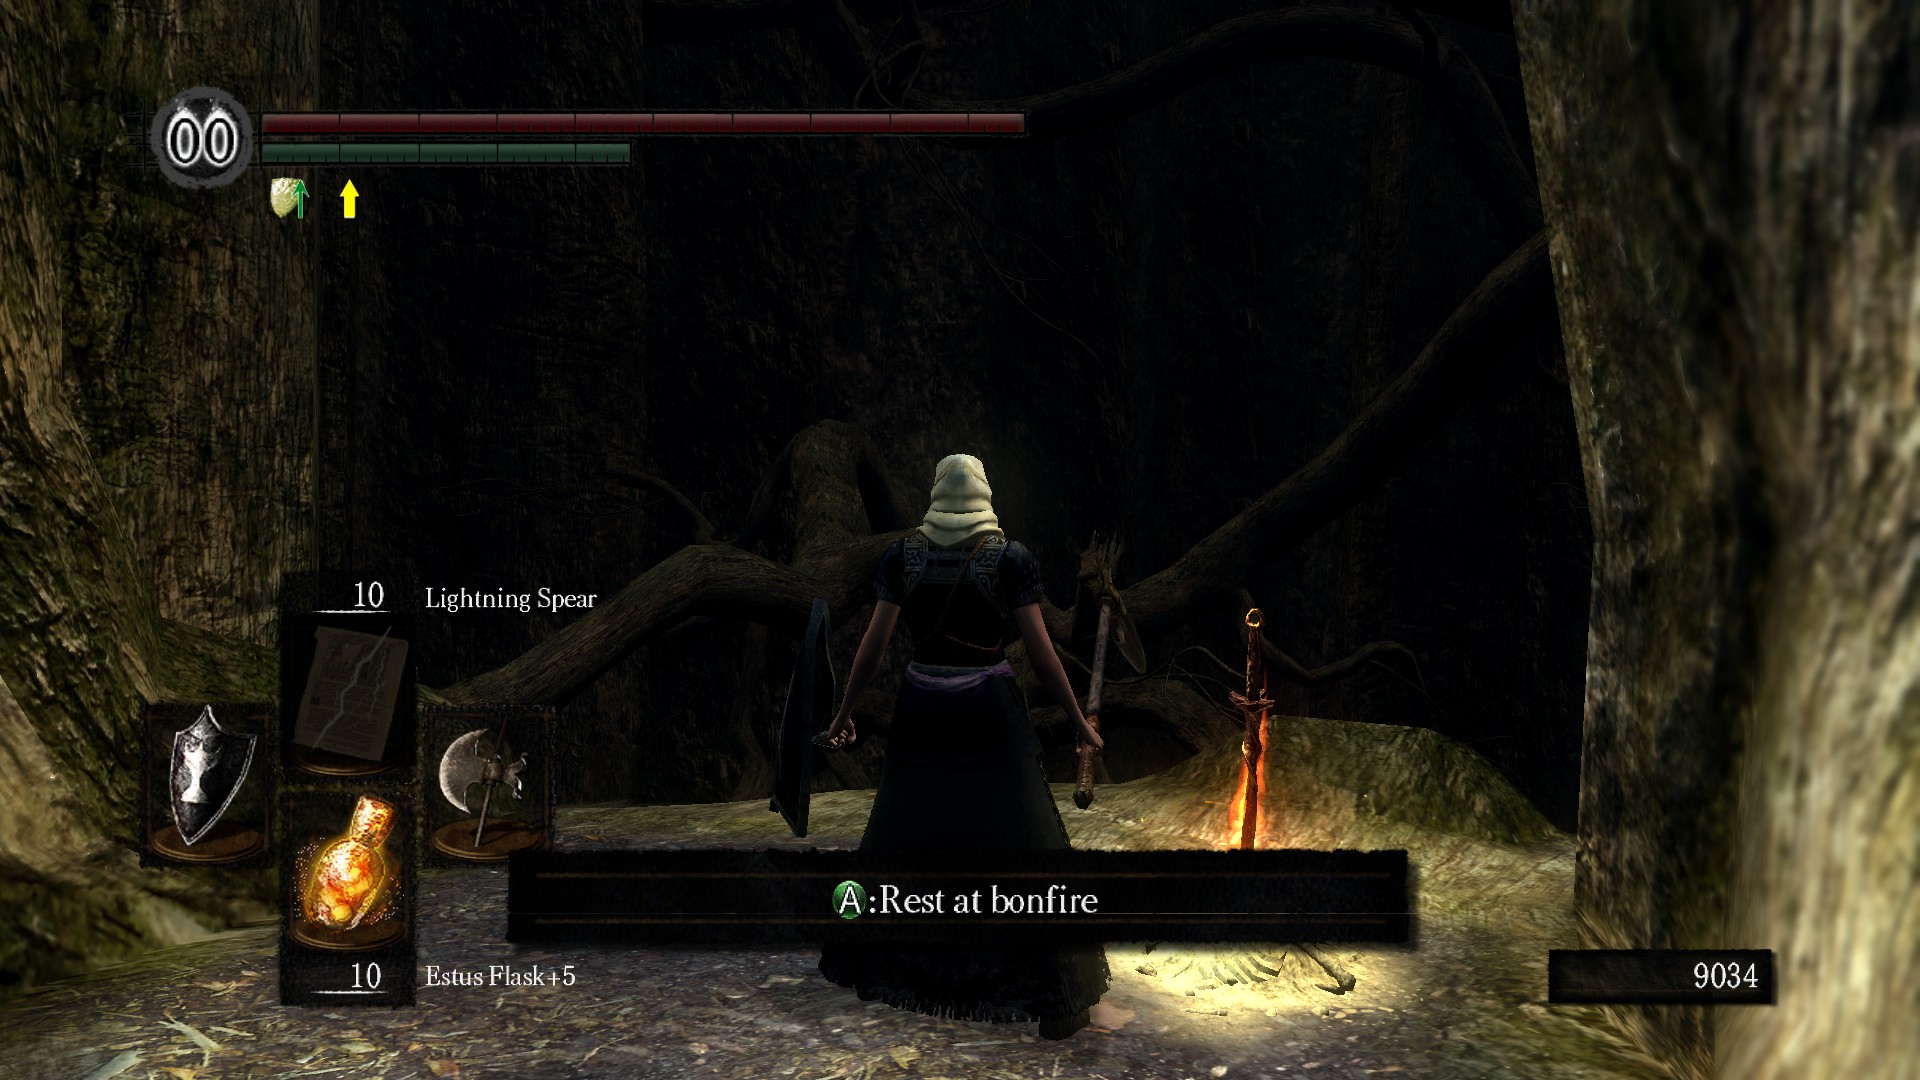 00
10 Lightning Spear
A:Rest at bonfire
10 Estus Flask+5
9034